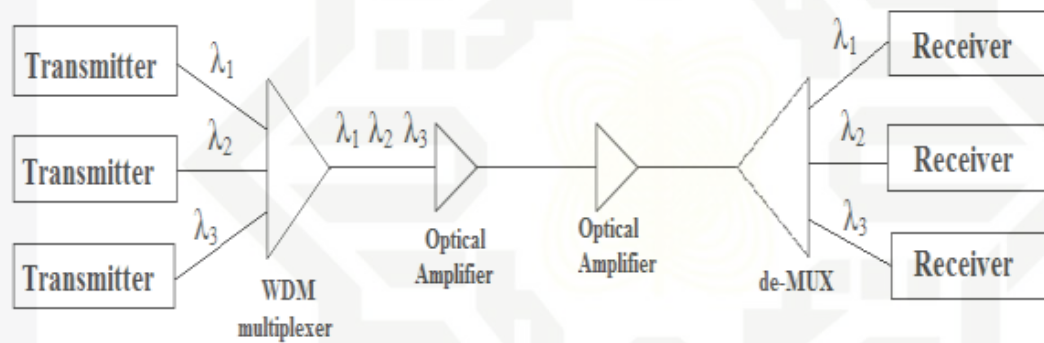 Transmitter
λ₁
Transmitter
λ₂
Transmitter
λ₃
WDM
multiplexer
λ₁ λ₂ λ₃
Optical
Amplifier
Optical
Amplifier
de-MUX
λ₁
Receiver
λ₂
Receiver
λ₃
Receiver